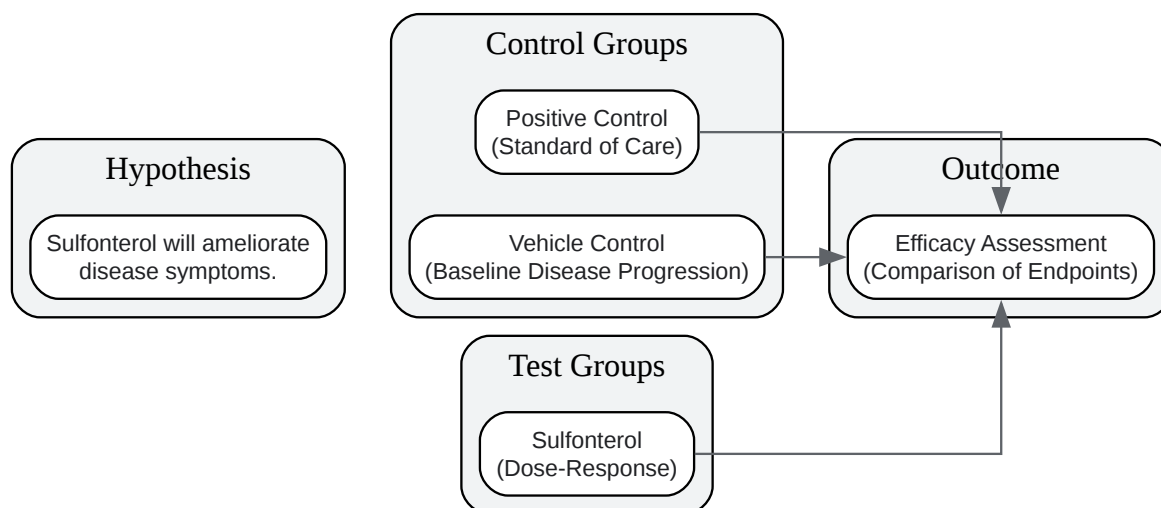 Hypothesis
Sulfonterol will ameliorate
disease symptoms.
Control Groups
Positive Control
(Standard of Care)
Vehicle Control
(Baseline Disease Progression)
Test Groups
Sulfonterol
(Dose-Response)
Outcome
Efficacy Assessment
(Comparison of Endpoints)